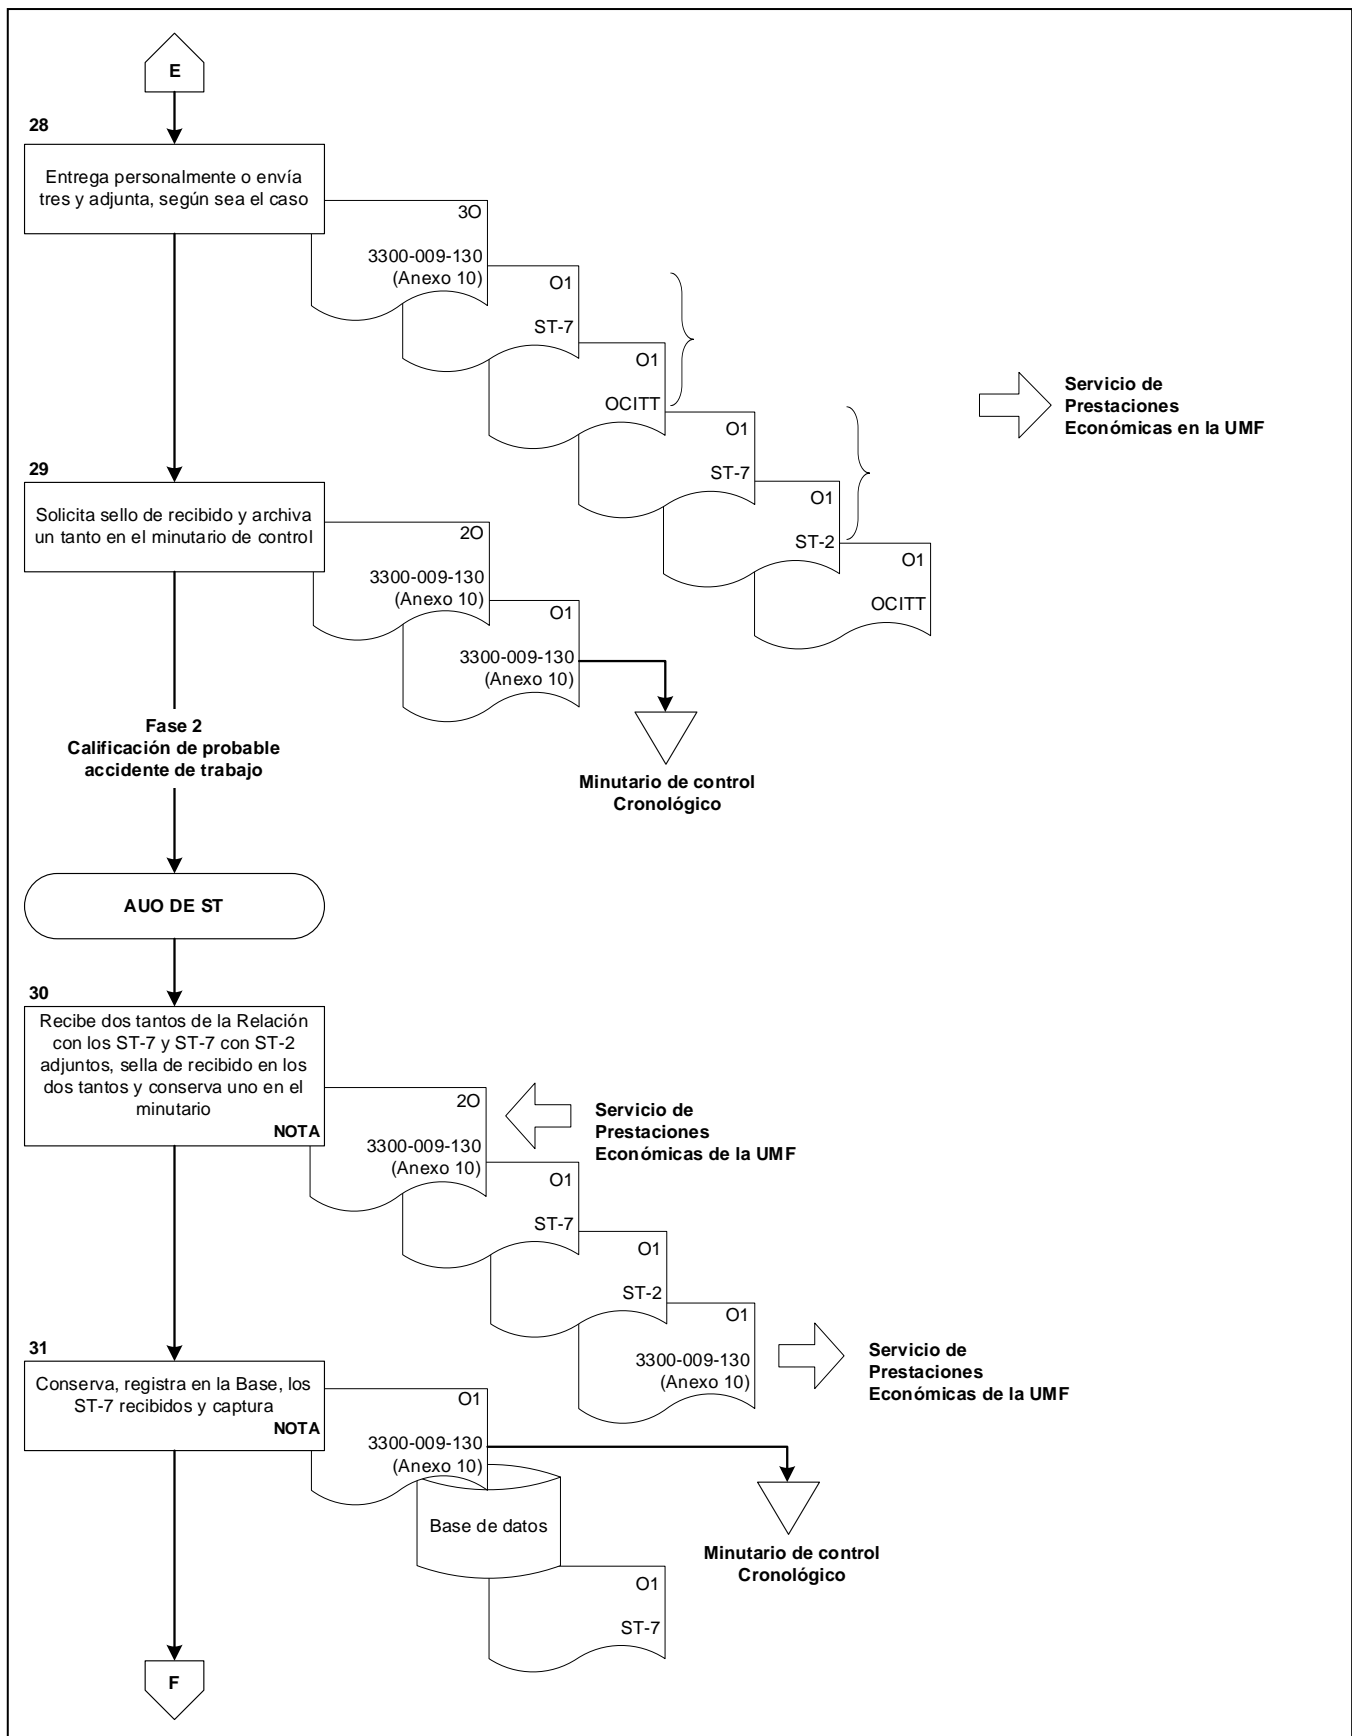 E
28
Entrega personalmente o envía
tres y adjunta, según sea el caso
3O
3300-009-130
(Anexo 10)
O1
ST-7
O1
OCITT
O1
ST-7
O1
ST-2
O1
OCITT
Servicio de
Prestaciones
Económicas en la UMF
29
Solicita sello de recibido y archiva
un tanto en el minutario de control
2O
3300-009-130
(Anexo 10)
O1
3300-009-130
(Anexo 10)
Minutario de control
Cronológico
Fase 2
Calificación de probable
accidente de trabajo
AUO DE ST
30
Recibe dos tantos de la Relación
con los ST-7 y ST-7 con ST-2
adjuntos, sella de recibido en los
dos tantos y conserva uno en el
minutario
NOTA
2O
3300-009-130
(Anexo 10)
Servicio de
Prestaciones
Económicas de la UMF
O1
ST-7
O1
ST-2
O1
3300-009-130
(Anexo 10)
Servicio de
Prestaciones
Económicas de la UMF
31
Conserva, registra en la Base, los
ST-7 recibidos y captura
NOTA
O1
3300-009-130
(Anexo 10)
Base de datos
O1
ST-7
Minutario de control
Cronológico
F